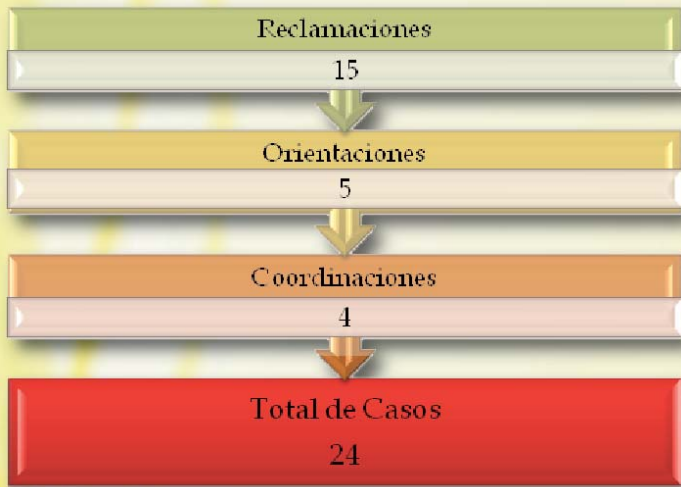 Reclamaciones
15
Orientaciones
5
Coordinaciones
4
Total de Casos
24